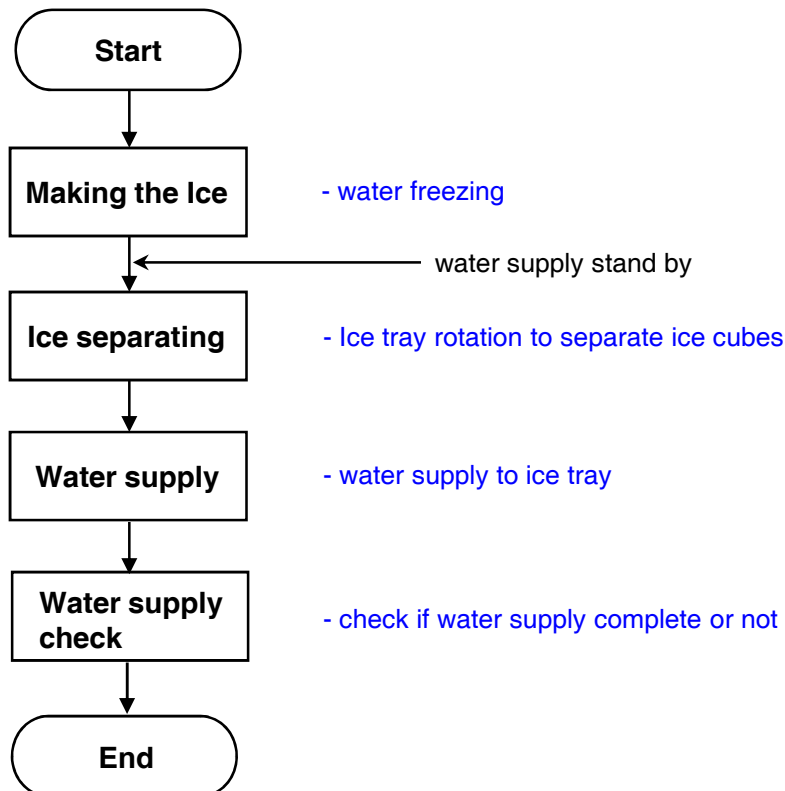 Start
Making the Ice
- water freezing
water supply stand by
Ice separating
- Ice tray rotation to separate ice cubes
Water supply
- water supply to ice tray
Water supply
check
- check if water supply complete or not
End